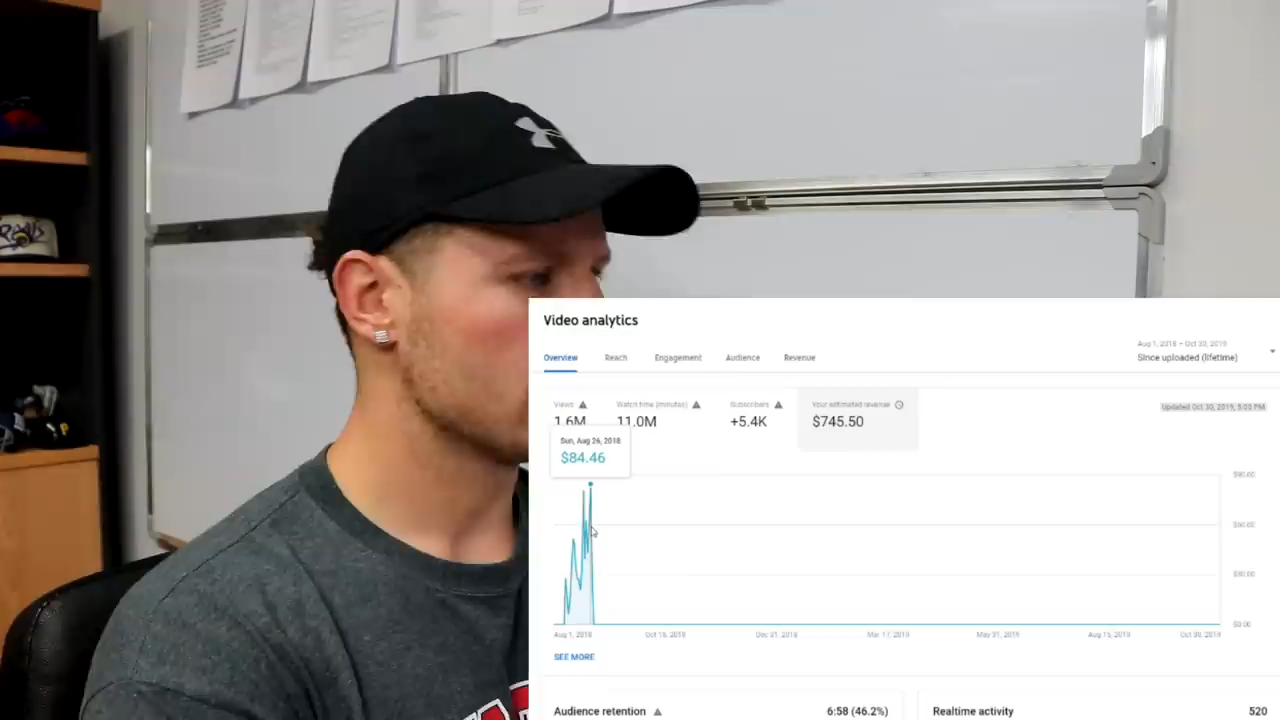 Video analytics
Aug 1, 2018 – Oct 30, 2019
Overview
Reach
Engagement
Audience
Revenue
Since uploaded (lifetime)
Views
Watch time (minutes)
Subscribers
Your estimated revenue
Updated Oct 30, 2019, 5:00 PM
1.6M
11.0M
+5.4K
$745.50
Sun, Aug 26, 2018
$84.46
$90.00
$60.00
$30.00
$0.00
Aug 1, 2018
Oct 16, 2018
Dec 31, 2018
Mar 17, 2019
May 31, 2019
Aug 15, 2019
Oct 30, 2019
SEE MORE
Audience retention
6:58 (46.2%)
Realtime activity
520